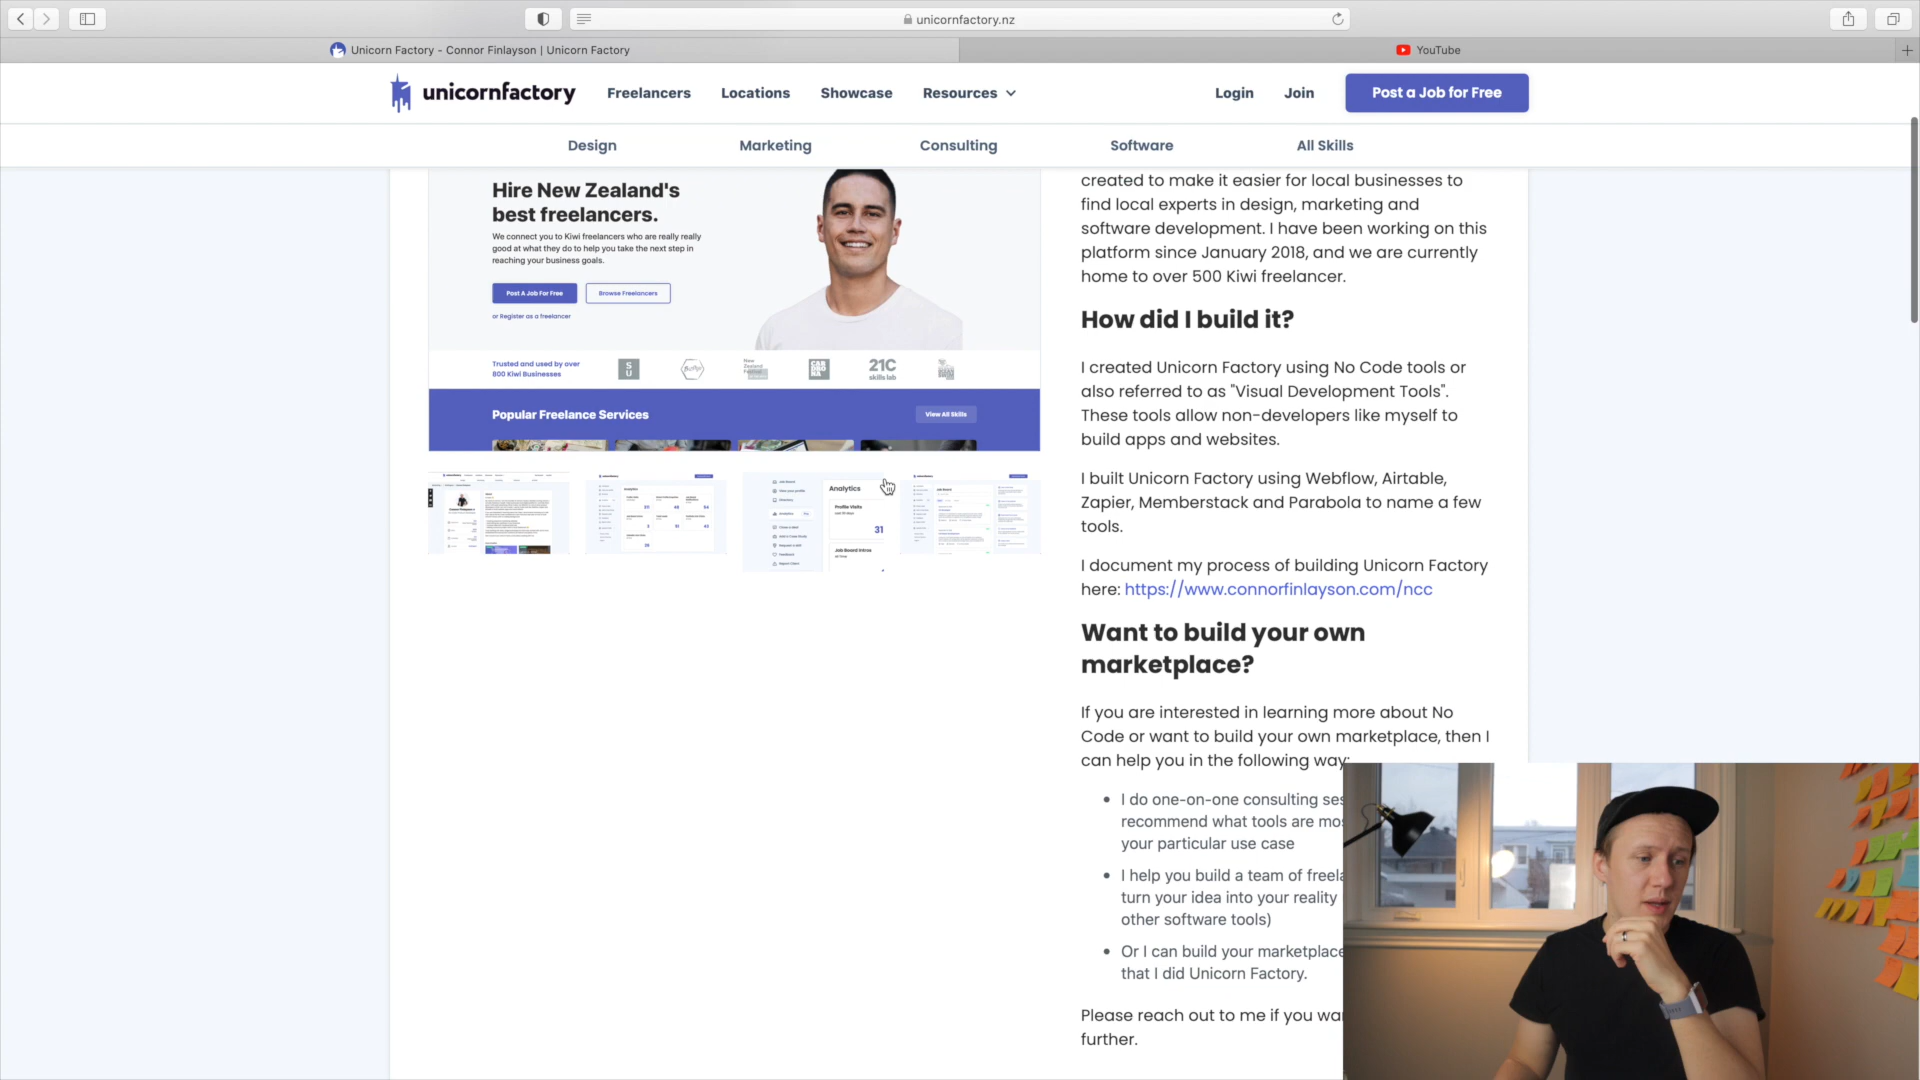 unicornfactory.nz
Unicorn Factory - Connor Finlayson | Unicorn Factory
YouTube
unicornfactory
Freelancers
Locations
Showcase
Resources
Login
Join
Post a Job for Free
Design
Marketing
Consulting
Software
All Skills
Hire New Zealand's
best freelancers.
We connect you to Kiwi freelancers who are really really
good at what they do to help you take the next step in
reaching your business goals.
Post A Job For Free
Browse Freelancers
or Register as a freelancer
Trusted and used by over
800 Kiwi Businesses
S
U
New
Zealand
Festival
CAR
DRO
NA
21C
skills lab
Popular Freelance Services
View All Skills
Analytics
Profile Visits
31
Job Board Intros
created to make it easier for local businesses to
find local experts in design, marketing and
software development. I have been working on this
platform since January 2018, and we are currently
home to over 500 Kiwi freelancer.
How did I build it?
I created Unicorn Factory using No Code tools or
also referred to as "Visual Development Tools".
These tools allow non-developers like myself to
build apps and websites.
I built Unicorn Factory using Webflow, Airtable,
Zapier, Memberstack and Parabola to name a few
tools.
I document my process of building Unicorn Factory
here: https://www.connorfinlayson.com/ncc
Want to build your own
marketplace?
If you are interested in learning more about No
Code or want to build your own marketplace, then I
can help you in the following way:
• I do one-on-one consulting ses
recommend what tools are mos
your particular use case
• I help you build a team of freela
turn your idea into your reality
other software tools)
• Or I can build your marketplace
that I did Unicorn Factory.
Please reach out to me if you wa
further.